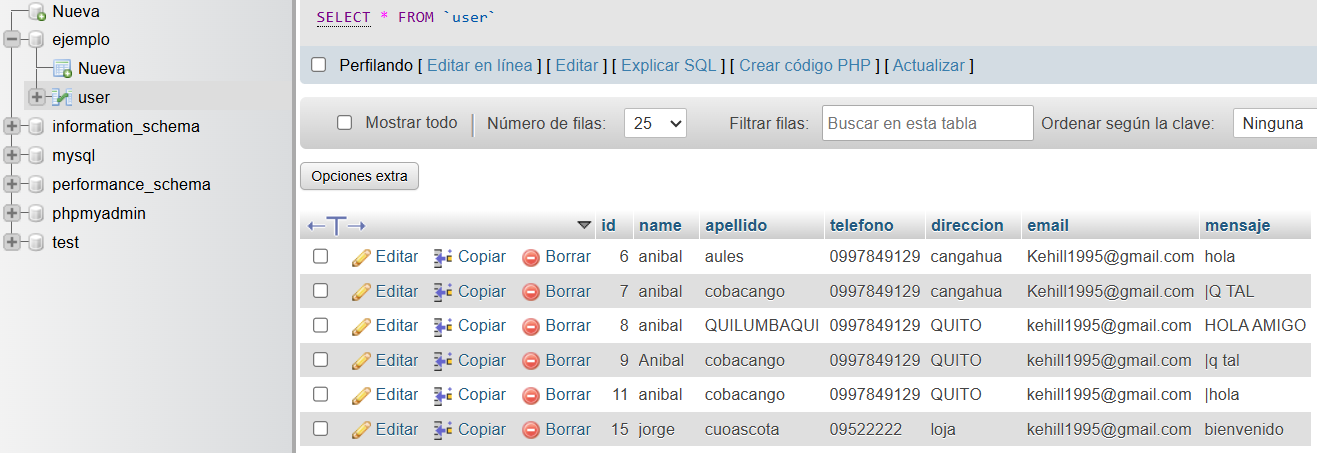 Nueva
ejemplo
Nueva
user
information_schema
mysql
performance_schema
phpmyadmin
test
SELECT * FROM `user`
Perfilando [ Editar en línea ] [ Editar ] [ Explicar SQL ] [ Crear código PHP ] [ Actualizar ]
Mostrar todo Número de filas: 25 Filtrar filas: Buscar en esta tabla Ordenar según la clave: Ninguna
Opciones extra
id name apellido telefono direccion email mensaje
Editar Copiar Borrar 6 anibal aules 0997849129 cangahua Kehill1995@gmail.com hola
Editar Copiar Borrar 7 anibal cobacango 0997849129 cangahua Kehill1995@gmail.com |Q TAL
Editar Copiar Borrar 8 anibal QUILUMBAQUI 0997849129 QUITO kehill1995@gmail.com HOLA AMIGO
Editar Copiar Borrar 9 Anibal cobacango 0997849129 QUITO kehill1995@gmail.com |q tal
Editar Copiar Borrar 11 anibal cobacango 0997849129 QUITO kehill1995@gmail.com |hola
Editar Copiar Borrar 15 jorge cuoascota 09522222 loja kehill1995@gmail.com bienvenido